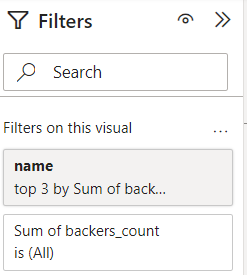 Filters
Search
Filters on this visual
...
name
top 3 by Sum of back...
Sum of backers_count
is (All)